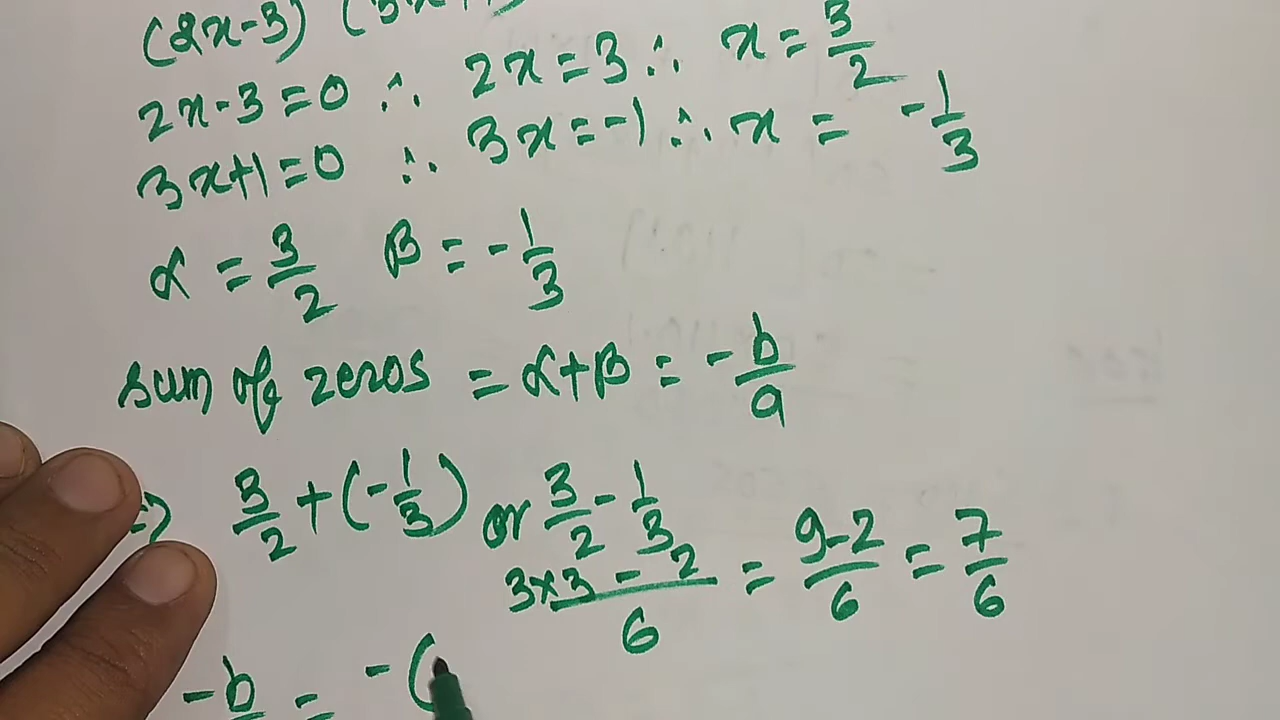 (2x-3) (3x+1)
2x-3=0 ∴ 2x=3 ∴ x = 3/2
3x+1=0 ∴ 3x=-1 ∴ x = -1/3
α = 3/2 β = -1/3
sum of zeros = α+β = -b/a
⇒ 3/2 + (-1/3) or 3/2 - 1/3
(3×3 - 2)/6 = (9-2)/6 = 7/6
-b = -(